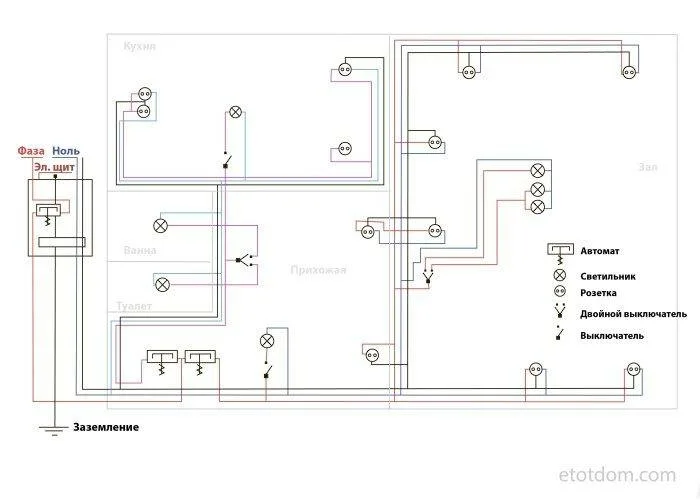 Кухня
Фаза Ноль
Эл. щит
Зал
Ванна
Прихожая
Туалет
Автомат
Светильник
Розетка
Двойной выключатель
Выключатель
Заземление
etotdom.com